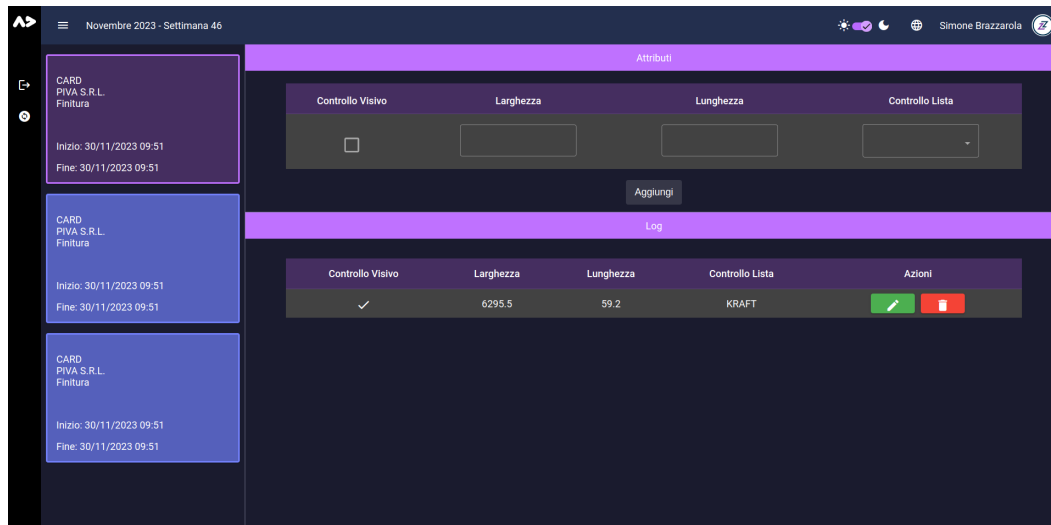 Novembre 2023 - Settimana 46
Simone Brazzarola
CARD
PIVA S.R.L.
Finitura
Inizio: 30/11/2023 09:51
Fine: 30/11/2023 09:51
CARD
PIVA S.R.L.
Finitura
Inizio: 30/11/2023 09:51
Fine: 30/11/2023 09:51
CARD
PIVA S.R.L.
Finitura
Inizio: 30/11/2023 09:51
Fine: 30/11/2023 09:51
Attributi
Controllo Visivo Larghezza Lunghezza Controllo Lista
Aggiungi
Log
Controllo Visivo Larghezza Lunghezza Controllo Lista Azioni
6295.5 59.2 KRAFT